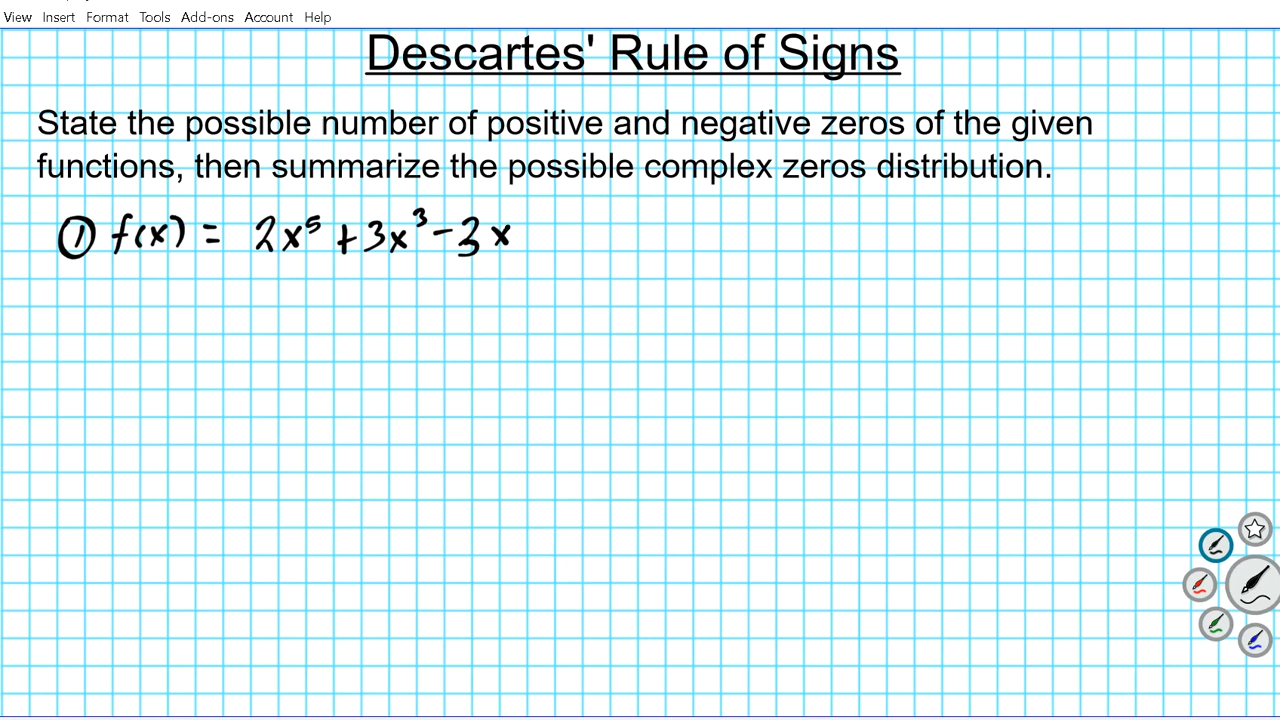 View Insert Format Tools Add-ons Account Help
Descartes' Rule of Signs
State the possible number of positive and negative zeros of the given
functions, then summarize the possible complex zeros distribution.
① f(x) = 2x⁵ + 3x³ - 3x